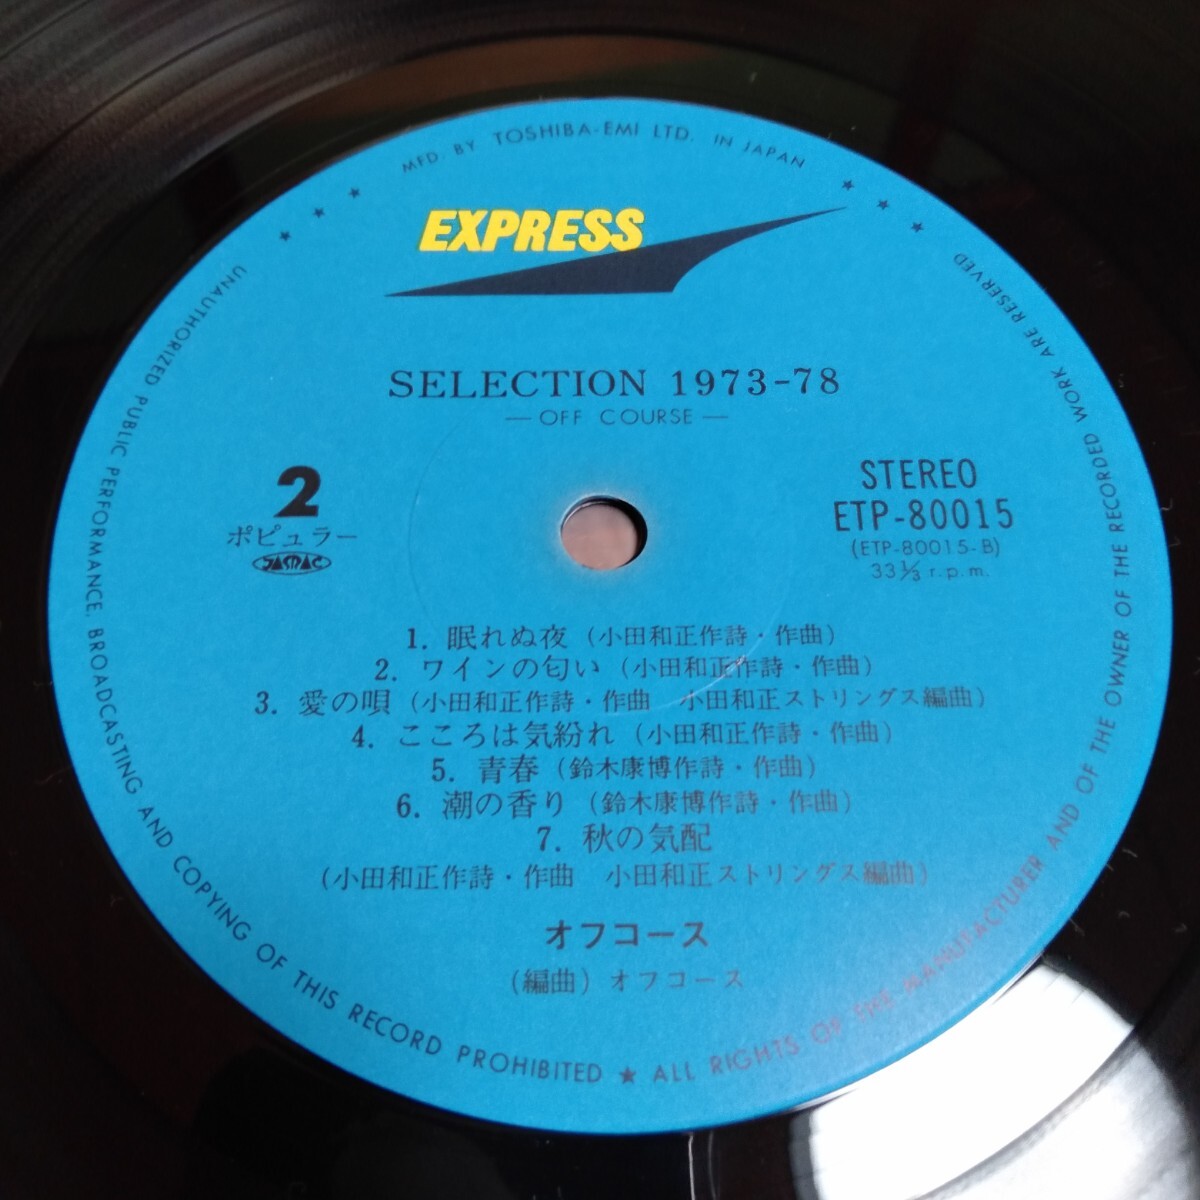 MFD. BY TOSHIBA-EMI LTD. IN JAPAN
EXPRESS
SELECTION 1973-78
— OFF COURSE —
2
ポピュラー
JASRAC
STEREO
ETP-80015
(ETP-80015-B)
33⅓ r.p.m.
1. 眠れぬ夜 (小田和正作詩・作曲)
2. ワインの匂い (小田和正作詩・作曲)
3. 愛の唄 (小田和正作詩・作曲 小田和正ストリングス編曲)
4. こころは気紛れ (小田和正作詩・作曲)
5. 青春 (鈴木康博作詩・作曲)
6. 潮の香り (鈴木康博作詩・作曲)
7. 秋の気配
(小田和正作詩・作曲 小田和正ストリングス編曲)
オフコース
(編曲) オフコース
UNAUTHORIZED PUBLIC PERFORMANCE, BROADCASTING AND COPYING OF THIS RECORD PROHIBITED ★ ALL RIGHTS OF THE MANUFACTURER AND OF THE OWNER OF THE RECORDED WORK ARE RESERVED